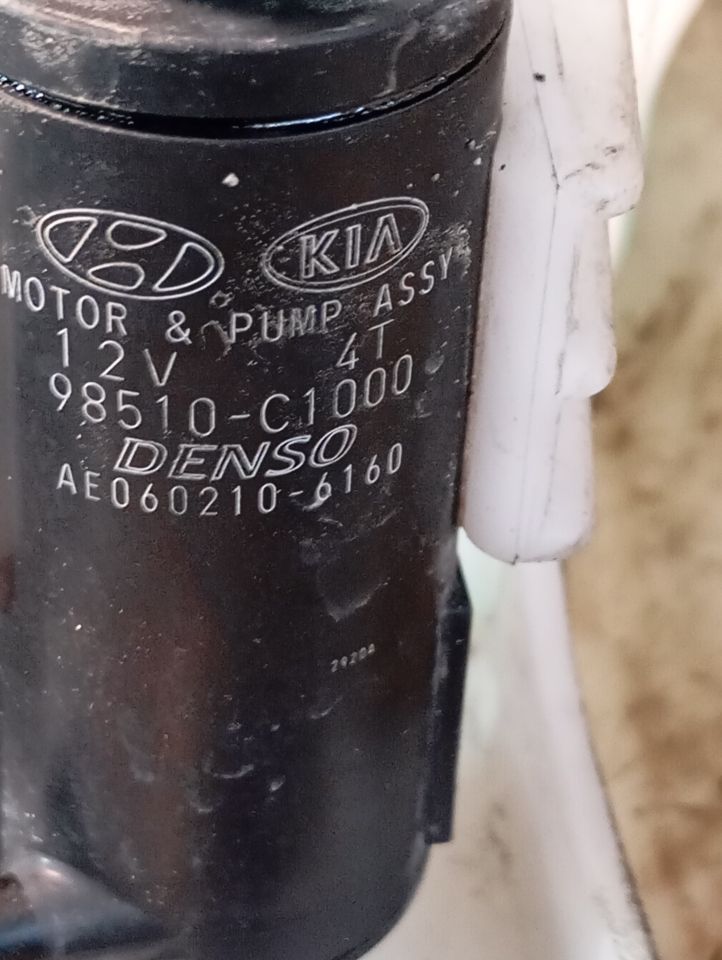 KIA
MOTOR & PUMP ASSY
12V 4T
98510-C1000
DENSO
AE060210-6160